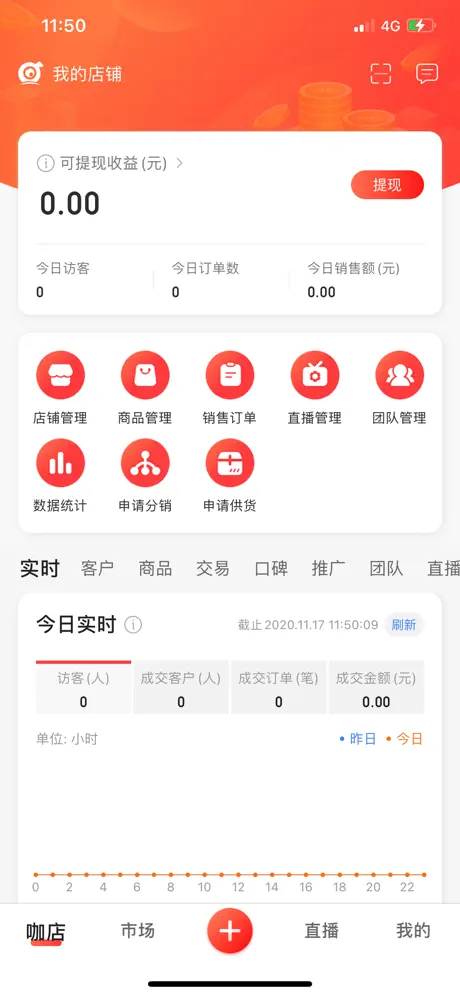 11:50 4G
我的店铺
可提现收益(元)
0.00
提现
今日访客 今日订单数 今日销售额(元)
0 0 0.00
店铺管理 商品管理 销售订单 直播管理 团队管理
数据统计 申请分销 申请供货
实时 客户 商品 交易 口碑 推广 团队 直播
今日实时 截止2020.11.17 11:50:09 刷新
访客(人) 成交客户(人) 成交订单(笔) 成交金额(元)
0 0 0 0.00
单位: 小时 昨日 今日
0 2 4 6 8 10 12 14 16 18 20 22
咖店 市场 直播 我的